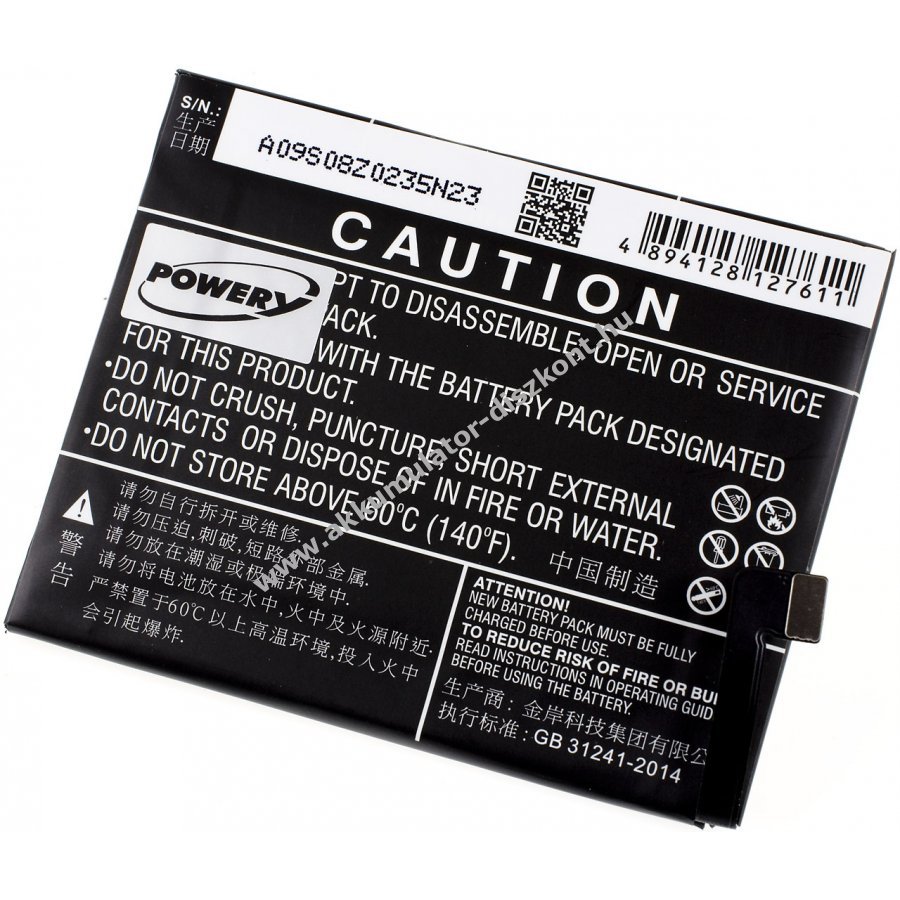 S/N.:
生产
日期
A09S08Z0235N23
4 894128 127611
CAUTION
POWERY
PT TO DISASSEMBLE, OPEN OR SERVICE
ACK.
WITH THE BATTERY PACK DESIGNATED
FOR THIS PRODUCT.
•DO NOT CRUSH, PUNCTURE, SHORT EXTERNAL
CONTACTS OR DISPOSE OF IN FIRE OR WATER.
•DO NOT STORE ABOVE 60°C (140°F).
中国制造
www.akkumulator-diszkont.hu
警
告
请勿自行拆开或维修.
请勿压迫,刺破,短路 部金属.
请勿放在潮湿或极 环境中.
请勿将电池放在火中及火源附近.
严禁置于60℃以上高温环境,投入火中
会引起爆炸.
ATTENTION!
NEW BATTERY PACK MUST BE FULLY
CHARGED BEFORE USE.
TO REDUCE RISK OF FIRE OR BU
READ YOUR PRODUCT OPERATING GUID
BEFORE USING THE BATTERY.
生产商: 金岸科技集团有限公
执行标准: GB 31241-2014